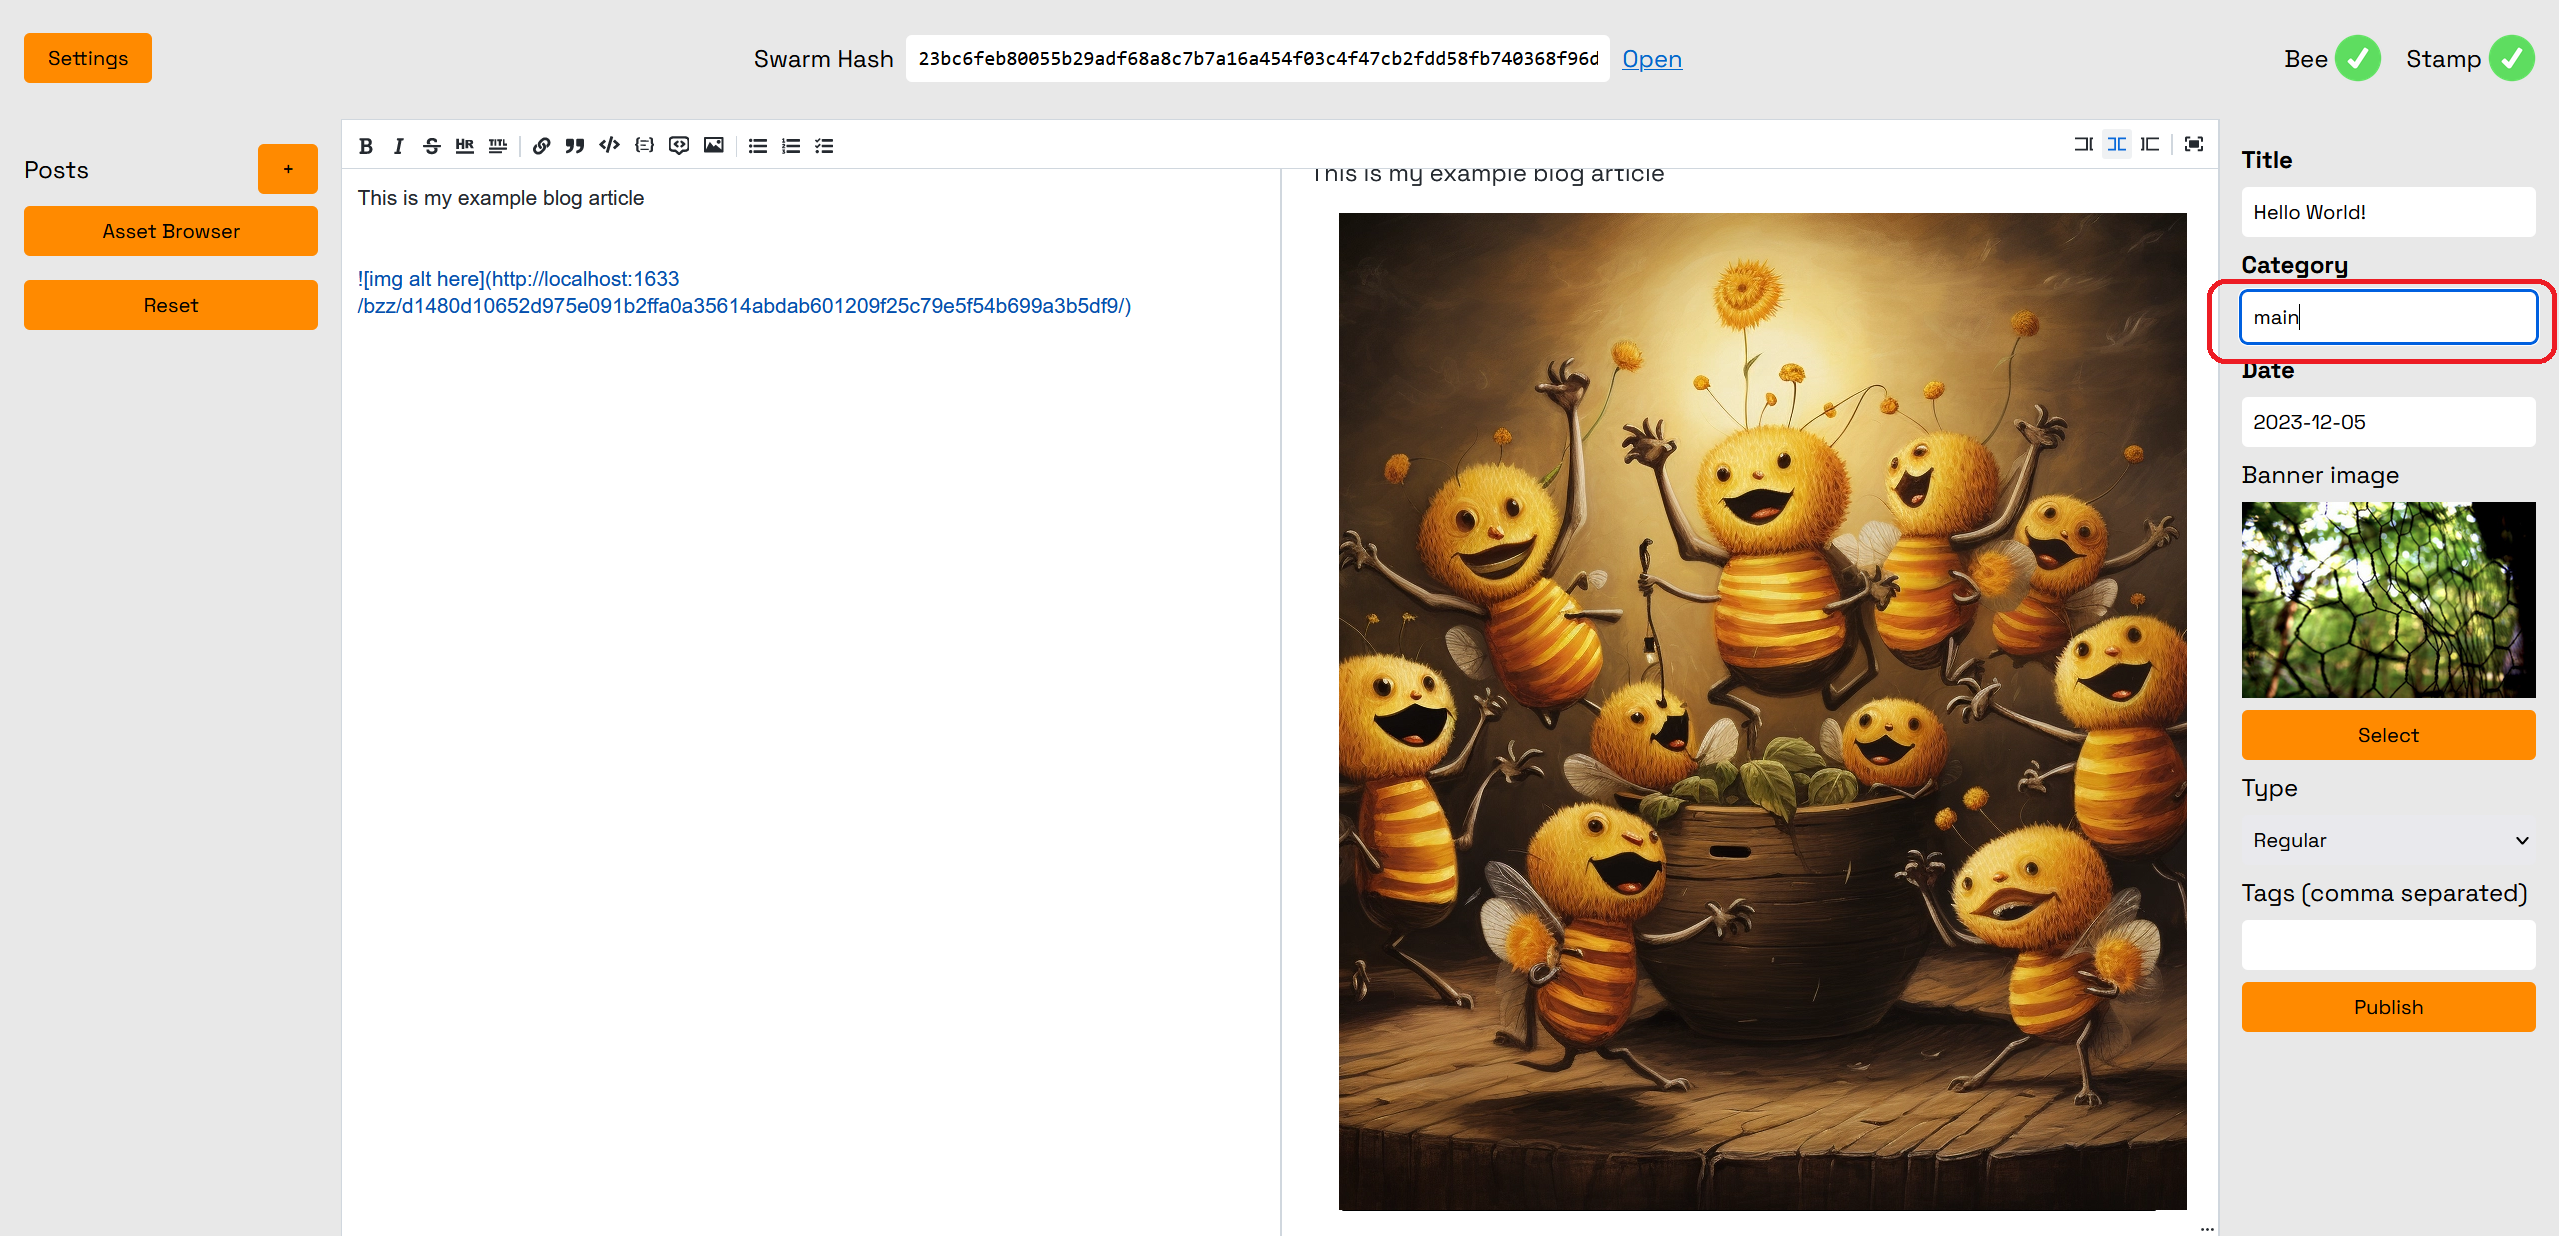 Settings
Swarm Hash
23bc6feb80055b29adf68a8c7b7a16a454f03c4f47cb2fdd58fb740368f96d
Open
Bee
Stamp
Posts
+
Asset Browser
Reset
B I S HR TITL
This is my example blog article
![img alt here](http://localhost:1633
/bzz/d1480d10652d975e091b2ffa0a35614abdab601209f25c79e5f54b699a3b5df9/)
This is my example blog article
Title
Hello World!
Category
main
Date
2023-12-05
Banner image
Select
Type
Regular
Tags (comma separated)
Publish